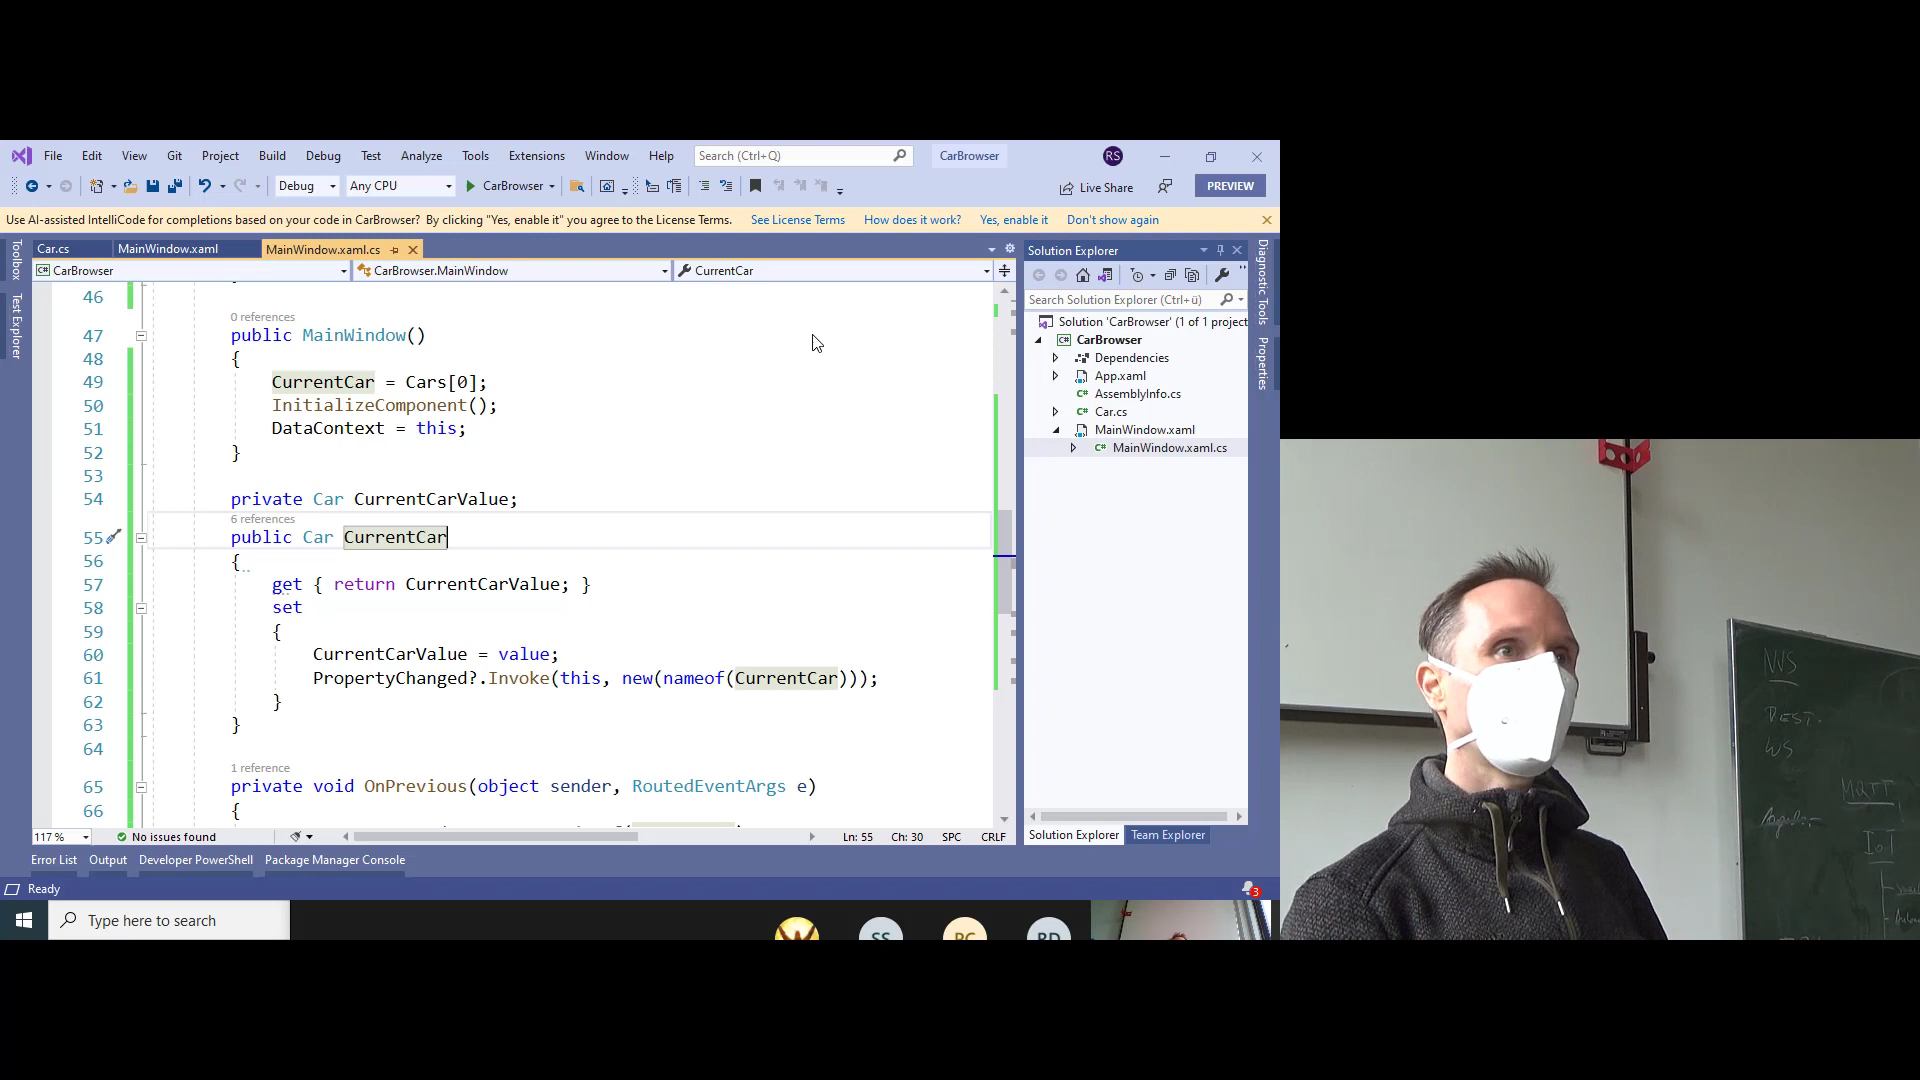 File Edit View Git Project Build Debug Test Analyze Tools Extensions Window Help Search (Ctrl+Q) CarBrowser RS
Debug Any CPU CarBrowser Live Share PREVIEW
Use AI-assisted IntelliCode for completions based on your code in CarBrowser? By clicking "Yes, enable it" you agree to the License Terms. See License Terms How does it work? Yes, enable it Don't show again
Toolbox
Test Explorer
Car.cs MainWindow.xaml MainWindow.xaml.cs
CarBrowser CarBrowser.MainWindow CurrentCar
46
0 references
47 public MainWindow()
48 {
49 CurrentCar = Cars[0];
50 InitializeComponent();
51 DataContext = this;
52 }
53
54 private Car CurrentCarValue;
6 references
55 public Car CurrentCar
56 {
57 get { return CurrentCarValue; }
58 set
59 {
60 CurrentCarValue = value;
61 PropertyChanged?.Invoke(this, new(nameof(CurrentCar)));
62 }
63 }
64
1 reference
65 private void OnPrevious(object sender, RoutedEventArgs e)
66 {
117 % No issues found Ln: 55 Ch: 30 SPC CRLF
Solution Explorer
Search Solution Explorer (Ctrl+ü)
Solution 'CarBrowser' (1 of 1 project
CarBrowser
Dependencies
App.xaml
AssemblyInfo.cs
Car.cs
MainWindow.xaml
MainWindow.xaml.cs
Solution Explorer Team Explorer
Diagnostic Tools
Properties
Error List Output Developer PowerShell Package Manager Console
Ready 3
Type here to search
SS
BD
WS
MQTT
IoT